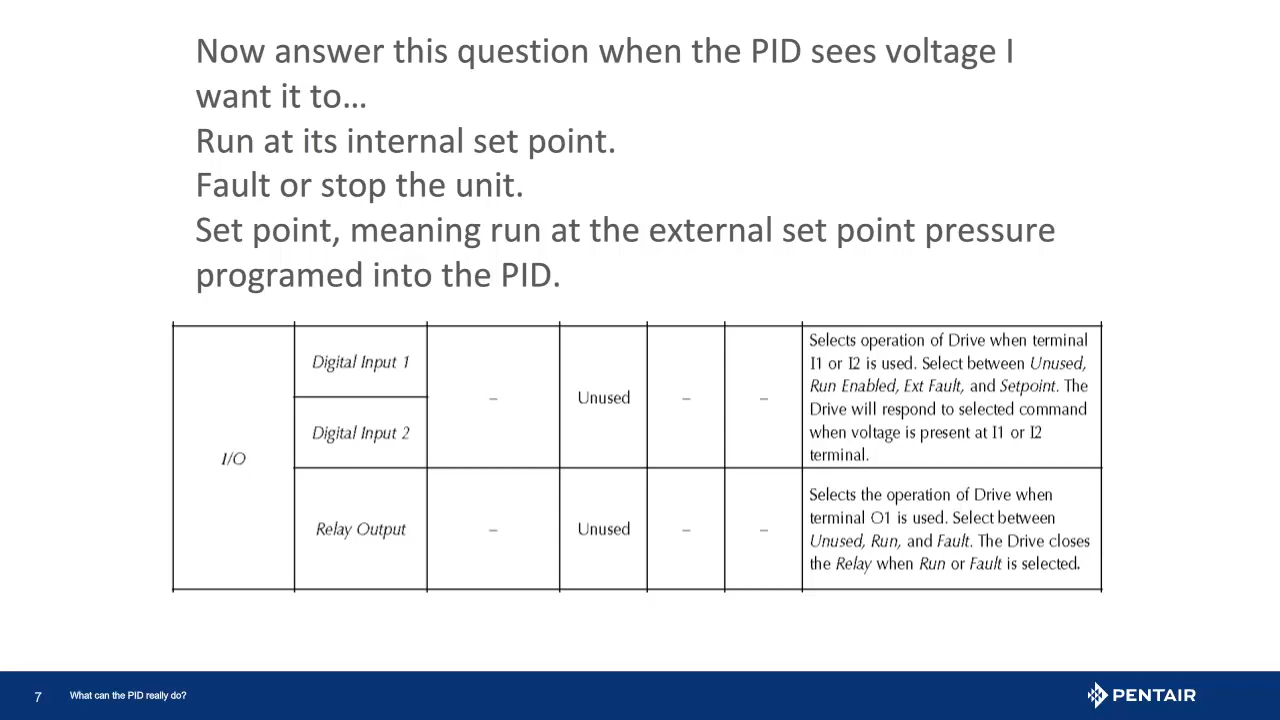 Now answer this question when the PID sees voltage I
want it to…
Run at its internal set point.
Fault or stop the unit.
Set point, meaning run at the external set point pressure
programed into the PID.
I/O
Digital Input 1
Digital Input 2
–
Unused
–
–
Selects operation of Drive when terminal
I1 or I2 is used. Select between Unused,
Run Enabled, Ext Fault, and Setpoint. The
Drive will respond to selected command
when voltage is present at I1 or I2
terminal.
Relay Output
–
Unused
–
–
Selects the operation of Drive when
terminal O1 is used. Select between
Unused, Run, and Fault. The Drive closes
the Relay when Run or Fault is selected.
7
What can the PID really do?
PENTAIR